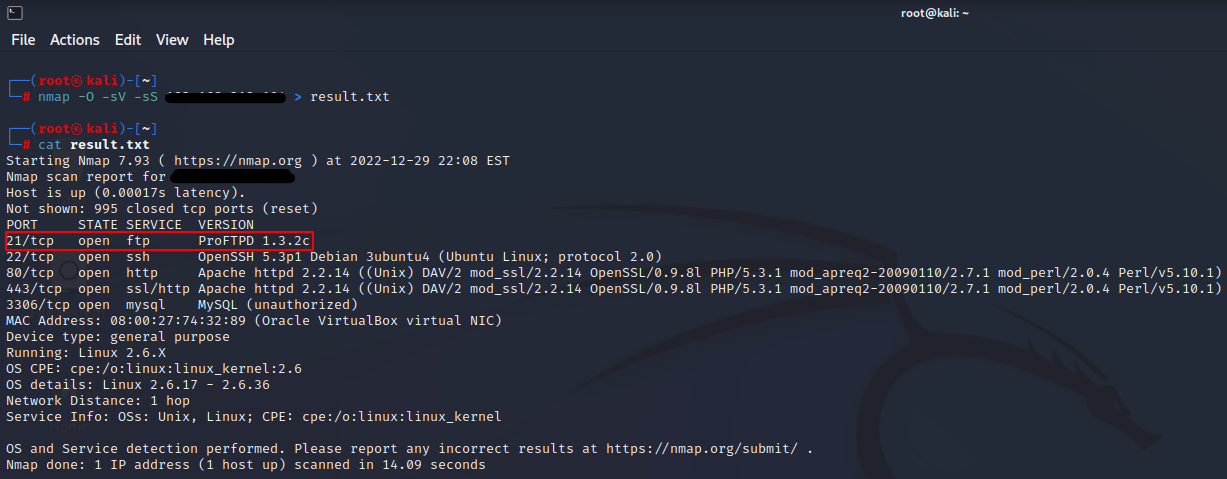 root@kali: ~
File Actions Edit View Help
┌──(root㉿kali)-[~]
└─# nmap -O -sV -sS > result.txt
┌──(root㉿kali)-[~]
└─# cat result.txt
Starting Nmap 7.93 ( https://nmap.org ) at 2022-12-29 22:08 EST
Nmap scan report for
Host is up (0.00017s latency).
Not shown: 995 closed tcp ports (reset)
PORT     STATE SERVICE  VERSION
21/tcp   open  ftp      ProFTPD 1.3.2c
22/tcp   open  ssh      OpenSSH 5.3p1 Debian 3ubuntu4 (Ubuntu Linux; protocol 2.0)
80/tcp   open  http     Apache httpd 2.2.14 ((Unix) DAV/2 mod_ssl/2.2.14 OpenSSL/0.9.8l PHP/5.3.1 mod_apreq2-20090110/2.7.1 mod_perl/2.0.4 Perl/v5.10.1)
443/tcp  open  ssl/http Apache httpd 2.2.14 ((Unix) DAV/2 mod_ssl/2.2.14 OpenSSL/0.9.8l PHP/5.3.1 mod_apreq2-20090110/2.7.1 mod_perl/2.0.4 Perl/v5.10.1)
3306/tcp open  mysql    MySQL (unauthorized)
MAC Address: 08:00:27:74:32:89 (Oracle VirtualBox virtual NIC)
Device type: general purpose
Running: Linux 2.6.X
OS CPE: cpe:/o:linux:linux_kernel:2.6
OS details: Linux 2.6.17 - 2.6.36
Network Distance: 1 hop
Service Info: OSs: Unix, Linux; CPE: cpe:/o:linux:linux_kernel
OS and Service detection performed. Please report any incorrect results at https://nmap.org/submit/ .
Nmap done: 1 IP address (1 host up) scanned in 14.09 seconds